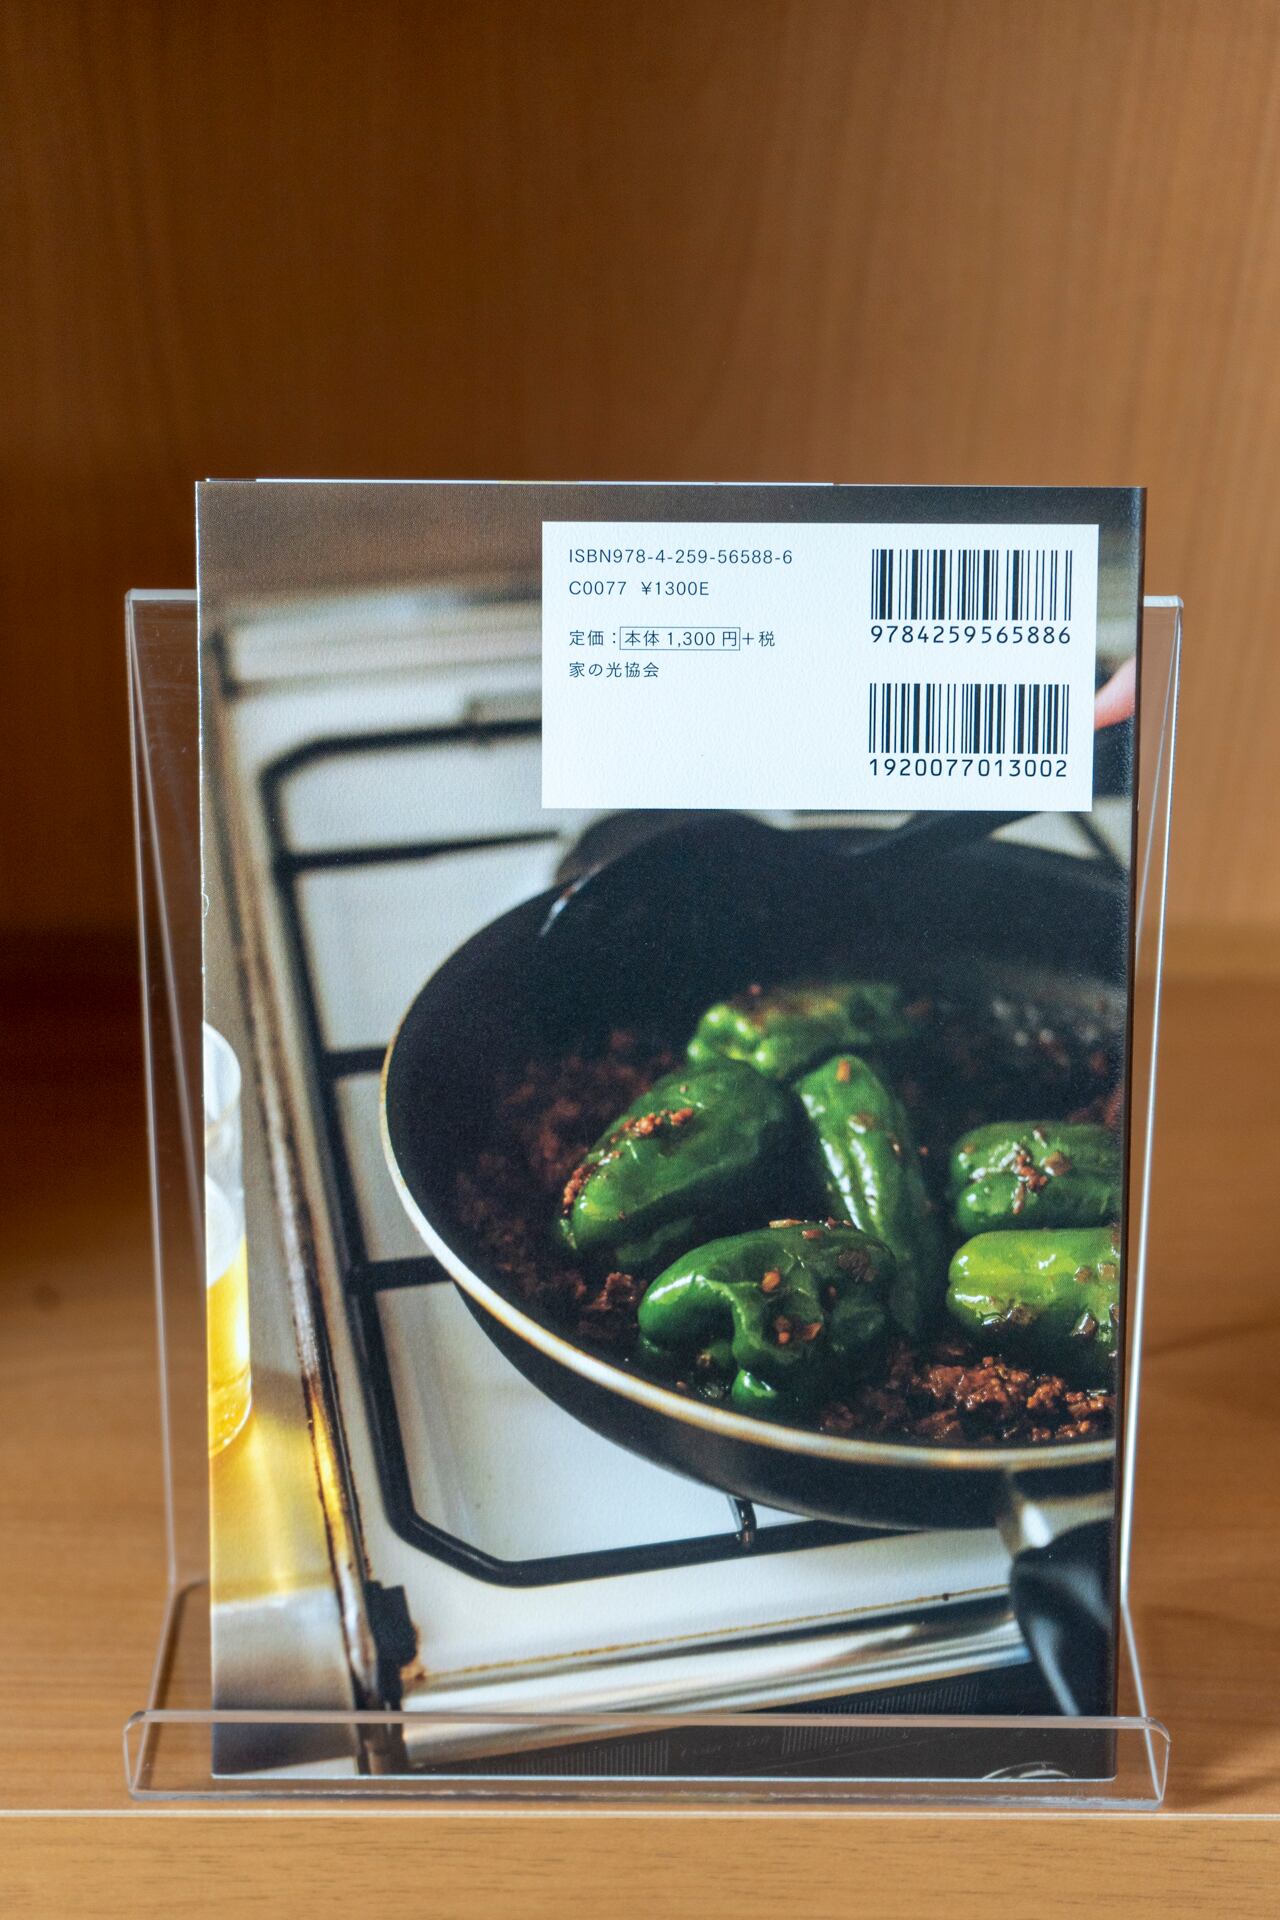 ISBN978-4-259-56588-6
C0077 ¥1300E
定価：本体 1,300 円＋税
家の光協会
9784259565886
1920077013002